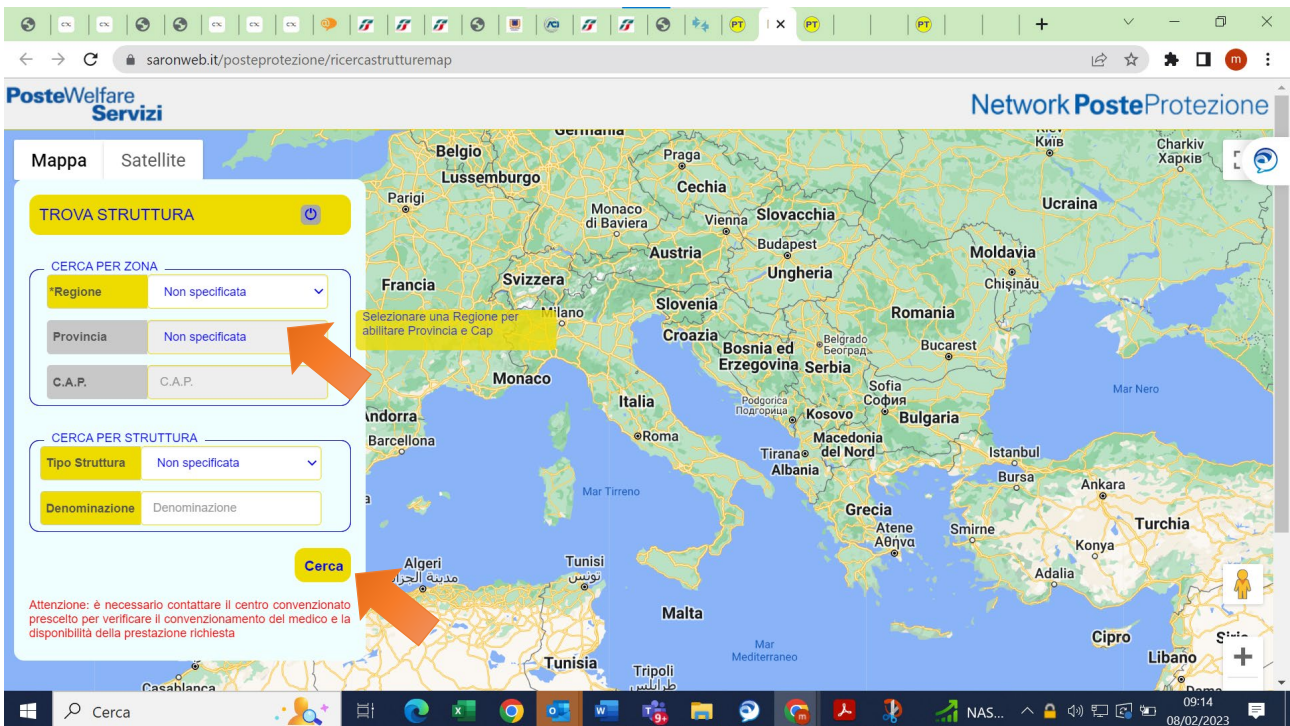 saronweb.it/posteprotezione/ricercastrutturemap
PosteWelfare
Servizi
Network PosteProtezione
Mappa
Satellite
TROVA STRUTTURA
CERCA PER ZONA
*Regione
Non specificata
Provincia
Non specificata
C.A.P.
C.A.P.
Selezionare una Regione per
abilitare Provincia e Cap
CERCA PER STRUTTURA
Tipo Struttura
Non specificata
Denominazione
Denominazione
Cerca
Attenzione: è necessario contattare il centro convenzionato
prescelto per verificare il convenzionamento del medico e la
disponibilità della prestazione richiesta
Germania
Belgio
Lussemburgo
Praga
Cechia
Київ
Charkiv
Харків
Parigi
Monaco
di Baviera
Vienna
Slovacchia
Ucraina
Austria
Budapest
Ungheria
Moldavia
Chișinău
Francia
Svizzera
Milano
Slovenia
Croazia
Romania
Bosnia ed
Erzegovina
Belgrado
Београд
Serbia
Bucarest
Monaco
Italia
Podgorica
Подгорица
Kosovo
Sofia
София
Bulgaria
Mar Nero
Andorra
Barcellona
Roma
Macedonia
del Nord
Tirana
Albania
Istanbul
Bursa
Ankara
Mar Tirreno
Grecia
Atene
Αθήνα
Smirne
Turchia
Konya
Adalia
Algeri
Tunisi
تونس
Malta
Mar
Mediterraneo
Cipro
Siria
Libano
Tunisia
Tripoli
طرابلس
Casablanca
Cerca
NAS...
09:14
08/02/2023